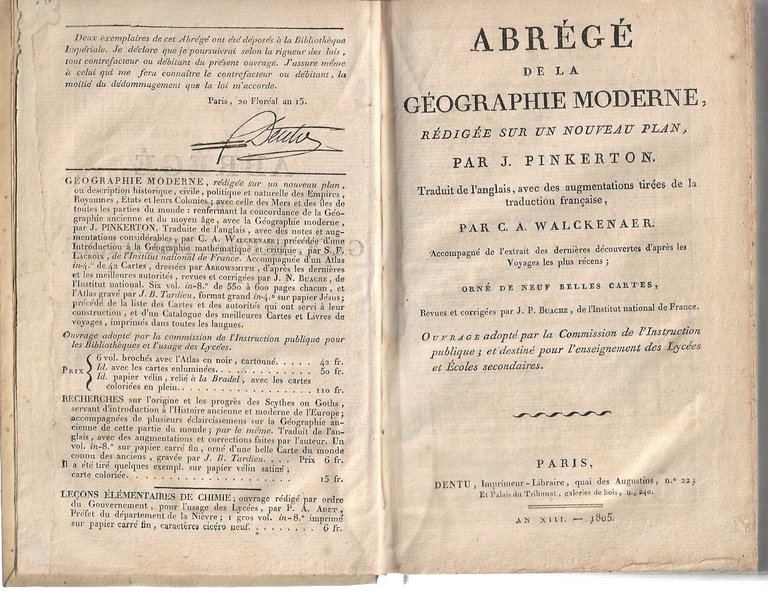 Deux exemplaires de cet Abrégé ont été déposés à la Bibliothèque
Impériale. Je déclare que je poursuivrai selon la rigueur des lois,
tout contrefacteur ou débitant du présent ouvrage. J'assure même
à celui qui me fera connaître le contrefacteur ou débitant, la
moitié du dédommagement que la loi m'accorde.
Paris, 20 Floréal an 13.
Dentu
GÉOGRAPHIE MODERNE, rédigée sur un nouveau plan,
ou description historique, civile, politique et naturelle des Empires,
Royaumes, Etats et leurs Colonies; avec celle des Mers et des îles de
toutes les parties du monde : renfermant la concordance de la Géo-
graphie ancienne et du moyen âge, avec la Géographie moderne,
par J. PINKERTON. Traduite de l'anglais, avec des notes et aug-
mentations considérables, par C. A. WALCKENAER; précédée d'une
Introduction à la Géographie mathématique et critique, par S. F.
LACROIX, de l'Institut national de France. Accompagnée d'un Atlas
in-4.º de 42 Cartes, dressées par ARROWSMITH, d'après les dernières
et les meilleures autorités, revues et corrigées par J. N. BUACHE, de
l'Institut national. Six vol. in-8.º de 550 à 600 pages chacun, et
l'Atlas gravé par J. B. Tardieu, format grand in-4.º sur papier Jésus;
précédé de la liste des Cartes et des autorités qui ont servi à leur
construction, et d'un Catalogue des meilleures Cartes et Livres de
voyages, imprimés dans toutes les langues.
Ouvrage adopté par la commission de l'Instruction publique pour
les Bibliothèques et l'usage des Lycées.
6 vol. brochés avec l'Atlas en noir, cartonné..... 42 fr.
PRIX Id. avec les cartes enluminées............ 50 fr.
Id. papier vélin, relié à la Bradel, avec les cartes
coloriées en plein................ 110 fr.
RECHERCHES sur l'origine et les progrès des Scythes ou Goths,
servant d'introduction à l'Histoire ancienne et moderne de l'Europe;
accompagnées de plusieurs éclaircissemens sur la Géographie an-
cienne de cette partie du monde; par le même. Traduit de l'an-
glais, avec des augmentations et corrections faites par l'auteur. Un
vol. in-8.º sur papier carré fin, orné d'une belle Carte du monde
connu des anciens, gravée par J. B. Tardieu.... Prix 6 fr.
Il a été tiré quelques exempl. sur papier vélin satiné;
carte coloriée................... 15 fr.
LEÇONS ÉLÉMENTAIRES DE CHIMIE; ouvrage rédigé par ordre
du Gouvernement, pour l'usage des Lycées, par P. A. ADET,
Préfet du département de la Nièvre; 1 gros vol. in-8.º imprimé
sur papier carré fin, caractères cicéro neuf......... 6 fr.
ABRÉGÉ
DE LA
GÉOGRAPHIE MODERNE,
RÉDIGÉE SUR UN NOUVEAU PLAN,
PAR J. PINKERTON.
Traduit de l'anglais, avec des augmentations tirées de la
traduction française,
PAR C. A. WALCKENAER.
Accompagné de l'extrait des dernières découvertes d'après les
Voyages les plus récens;
ORNÉ DE NEUF BELLES CARTES,
Revues et corrigées par J. P. BUACHE, de l'Institut national de France.
OUVRAGE adopté par la Commission de l'Instruction
publique; et destiné pour l'enseignement des Lycées
et Écoles secondaires.
PARIS,
DENTU, Imprimeur-Libraire, quai des Augustins, n.º 22;
Et Palais du Tribunat, galeries de bois, n.º 240.
AN XIII. — 1805.